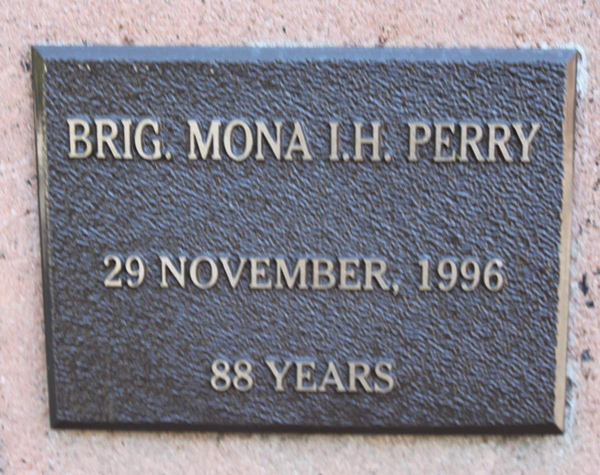 BRIG. MONA I.H. PERRY
29 NOVEMBER, 1996
88 YEARS